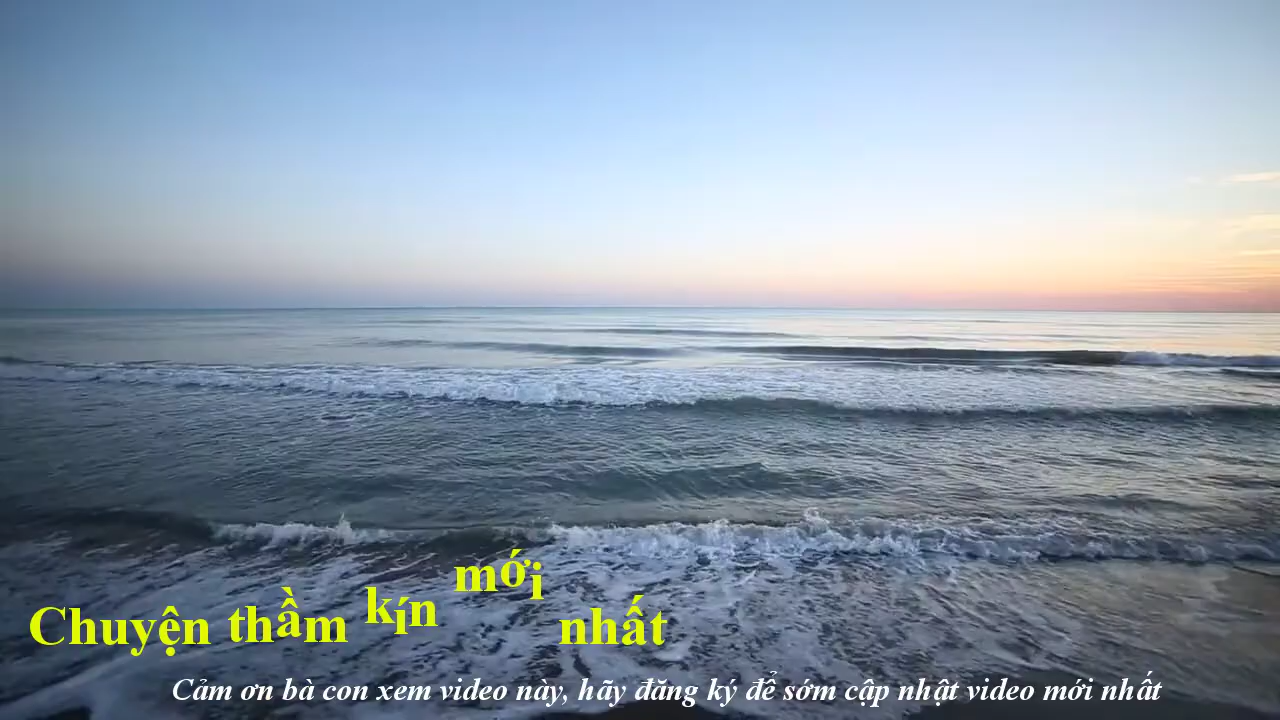 Chuyện thầm kín mới nhất
Cảm ơn bà con xem video này, hãy đăng ký để sớm cập nhật video mới nhất